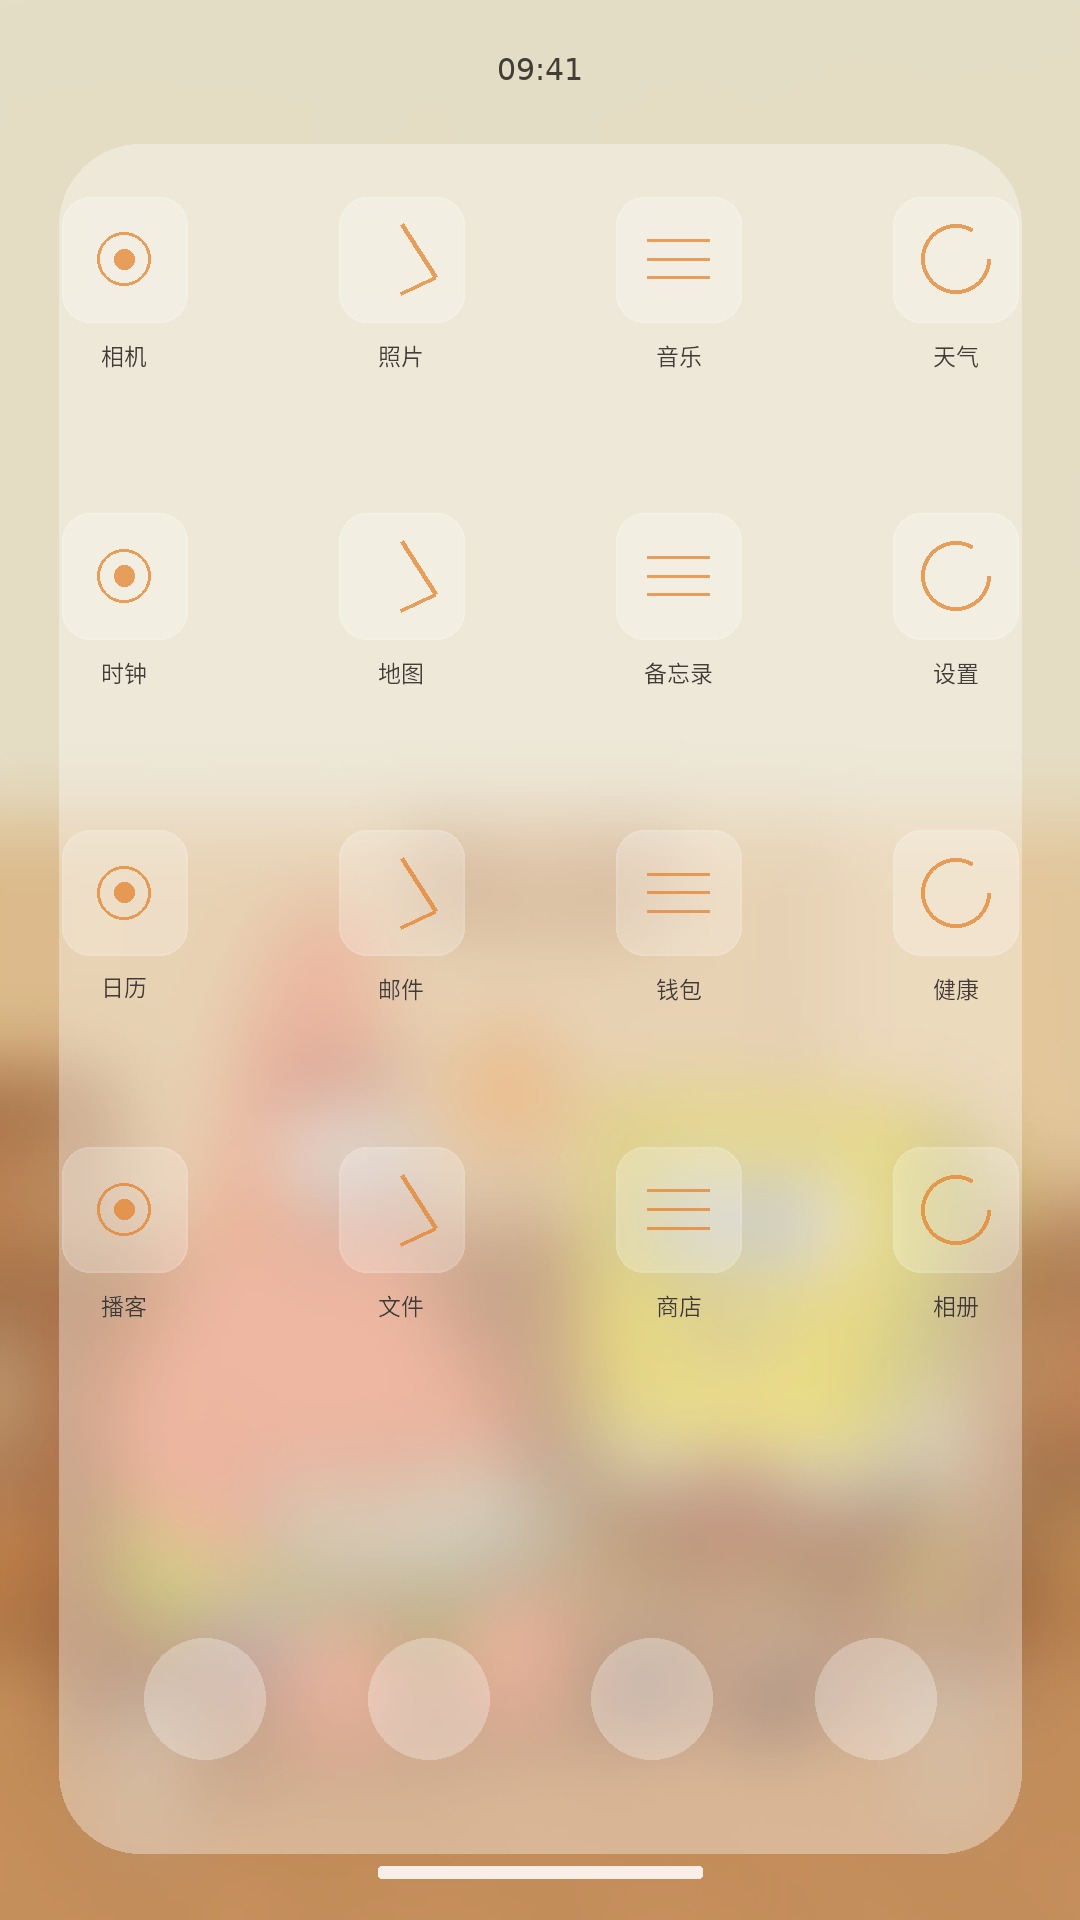 09:41
相机 照片 音乐 天气
时钟 地图 备忘录 设置
日历 邮件 钱包 健康
播客 文件 商店 相册